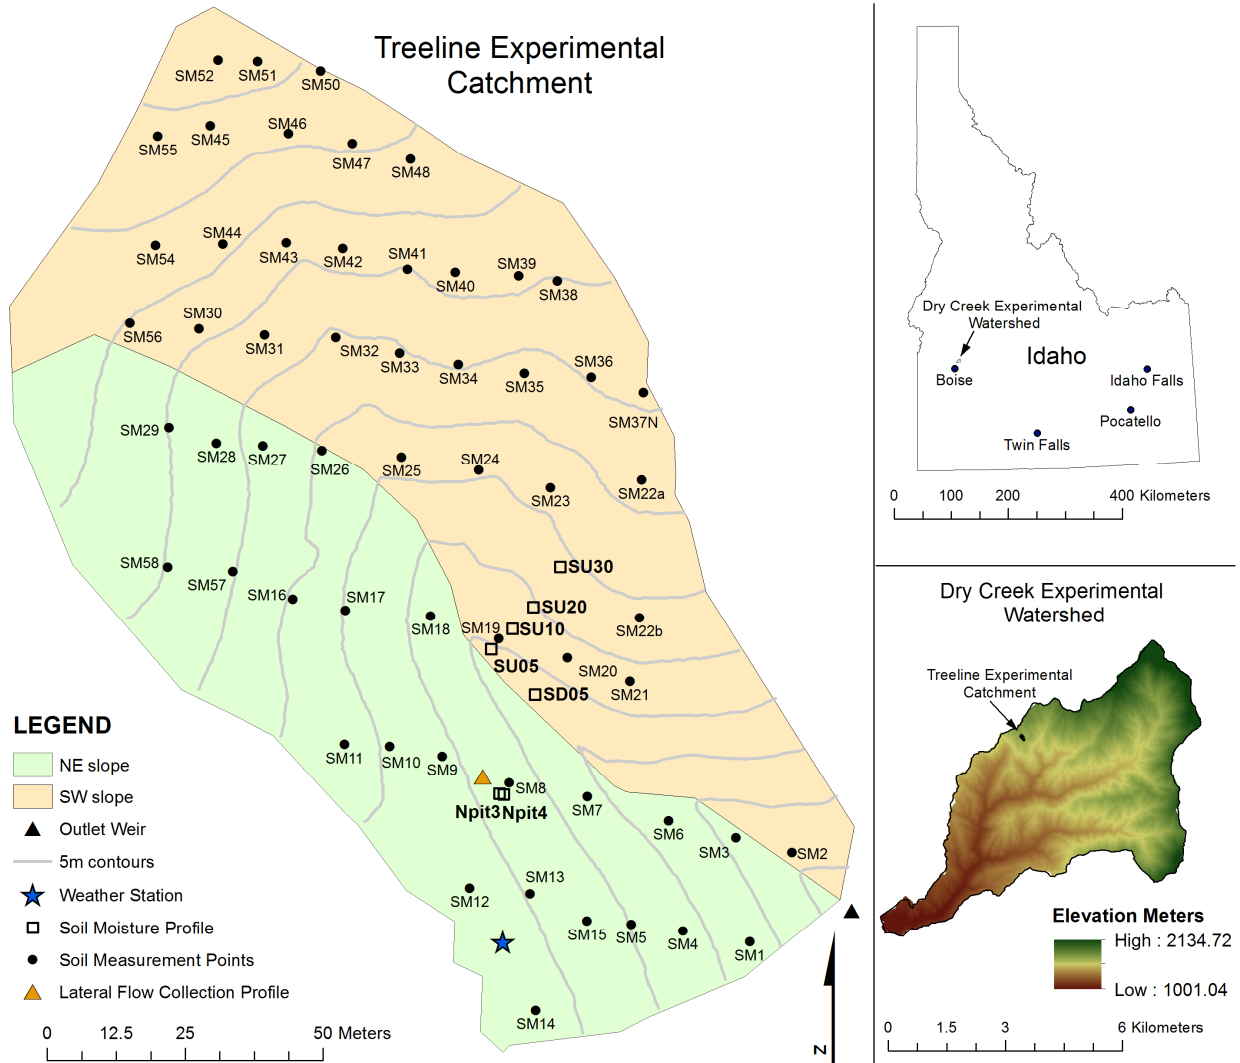 Treeline Experimental
Catchment
SM52
SM51
SM50
SM55
SM45
SM46
SM47
SM48
SM54
SM44
SM43
SM42
SM41
SM40
SM39
SM38
SM56
SM30
SM31
SM32
SM33
SM34
SM35
SM36
SM37N
SM29
SM28
SM27
SM26
SM25
SM24
SM23
SM22a
SM58
SM57
SM16
SM17
SM18
SM19
SU30
SU20
SU10
SU05
SM22b
SM20
SM21
SD05
SM11
SM10
SM9
SM8
Npit3
Npit4
SM7
SM6
SM3
SM2
SM12
SM13
SM15
SM5
SM4
SM1
SM14
LEGEND
NE slope
SW slope
Outlet Weir
5m contours
Weather Station
Soil Moisture Profile
Soil Measurement Points
Lateral Flow Collection Profile
0 12.5 25 50 Meters
N
Dry Creek Experimental
Watershed
Idaho
Boise
Idaho Falls
Pocatello
Twin Falls
0 100 200 400 Kilometers
Dry Creek Experimental
Watershed
Treeline Experimental
Catchment
Elevation Meters
High : 2134.72
Low : 1001.04
0 1.5 3 6 Kilometers